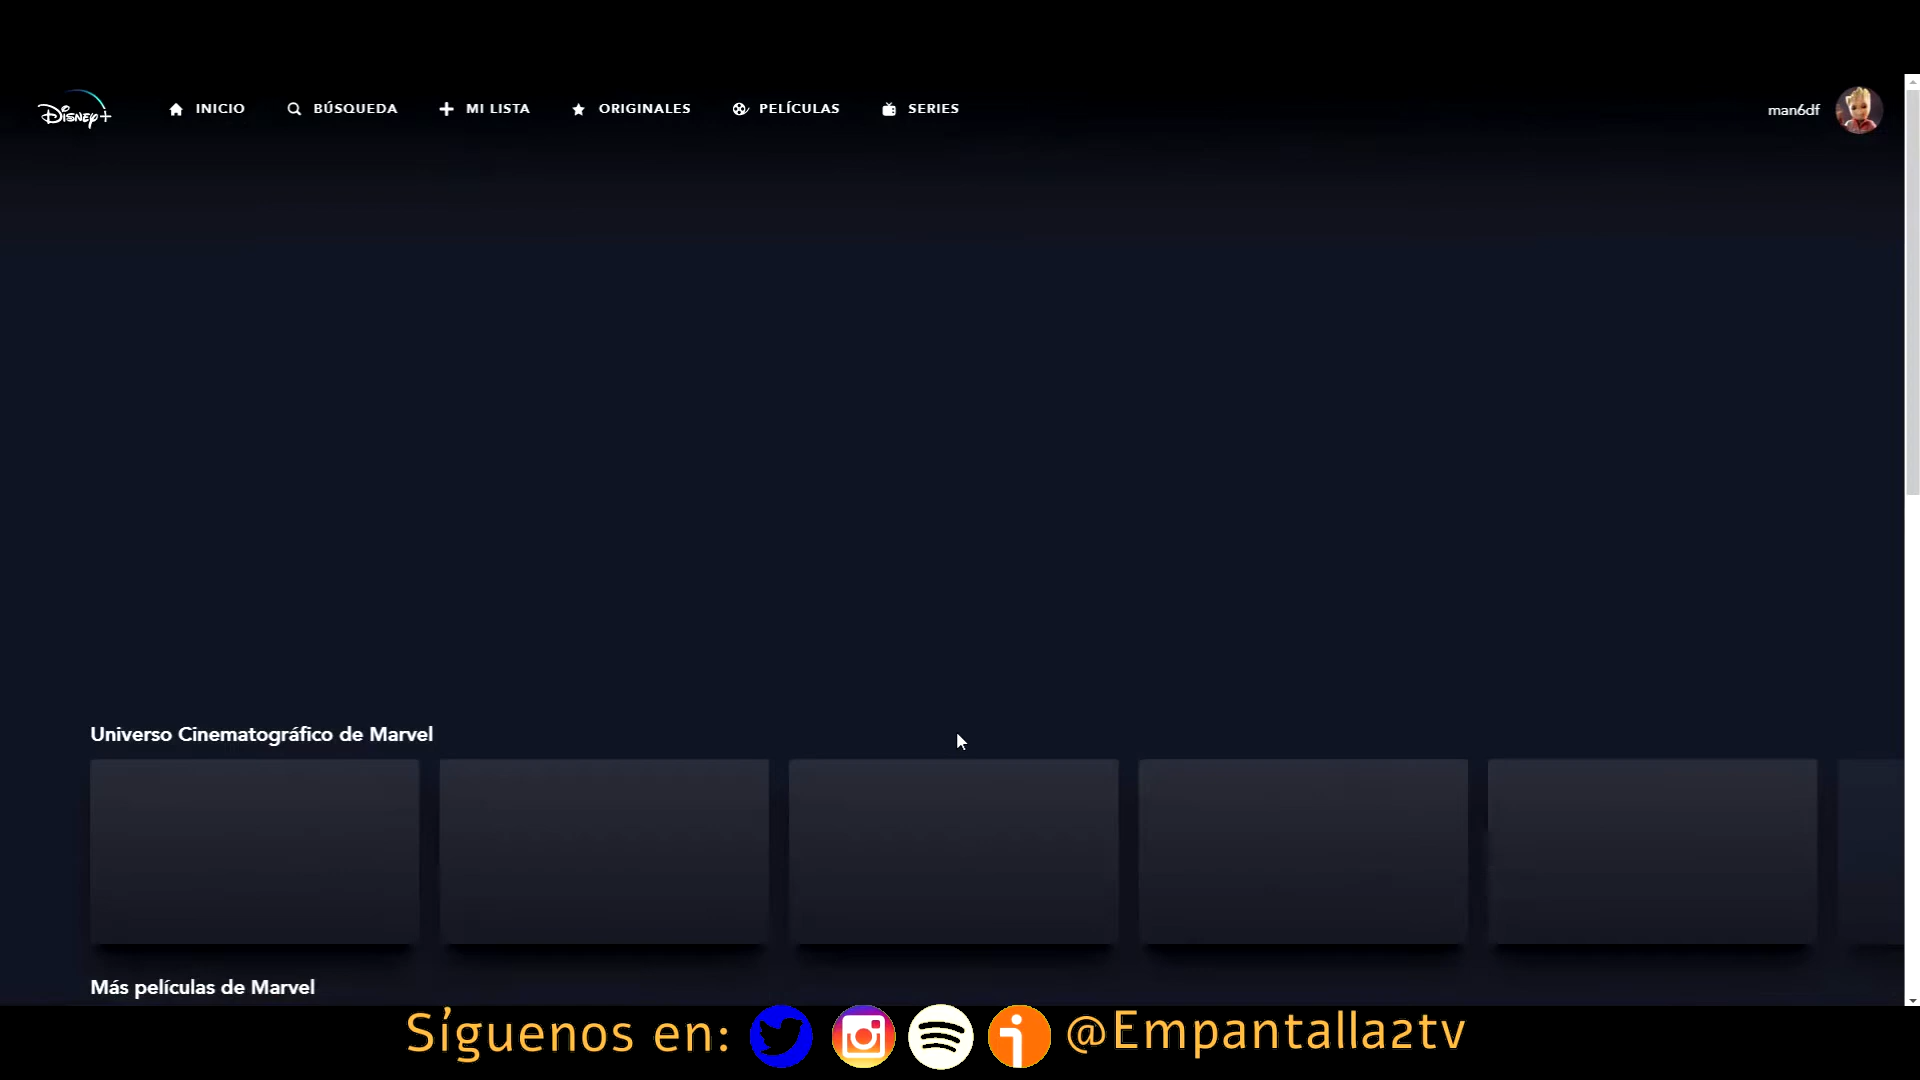 Disney+ INICIO BÚSQUEDA MI LISTA ORIGINALES PELÍCULAS SERIES man6df
Universo Cinematográfico de Marvel
Más películas de Marvel
Síguenos en: @Empantalla2tv